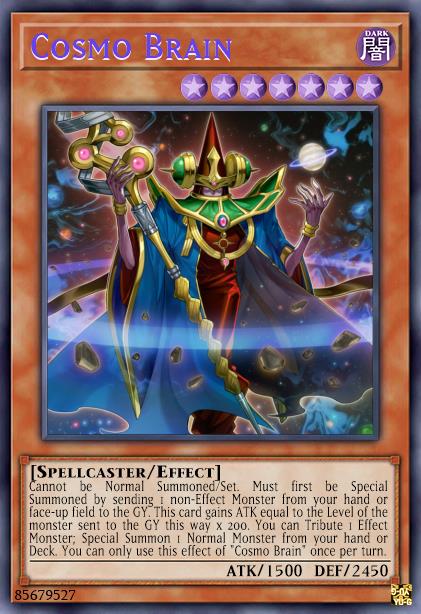 Cosmo Brain
DARK
闇
[Spellcaster/Effect]
Cannot be Normal Summoned/Set. Must first be Special
Summoned by sending 1 non-Effect Monster from your hand or
face-up field to the GY. This card gains ATK equal to the Level of the
monster sent to the GY this way x 200. You can Tribute 1 Effect
Monster; Special Summon 1 Normal Monster from your hand or
Deck. You can only use this effect of "Cosmo Brain" once per turn.
ATK/1500 DEF/2450
85679527